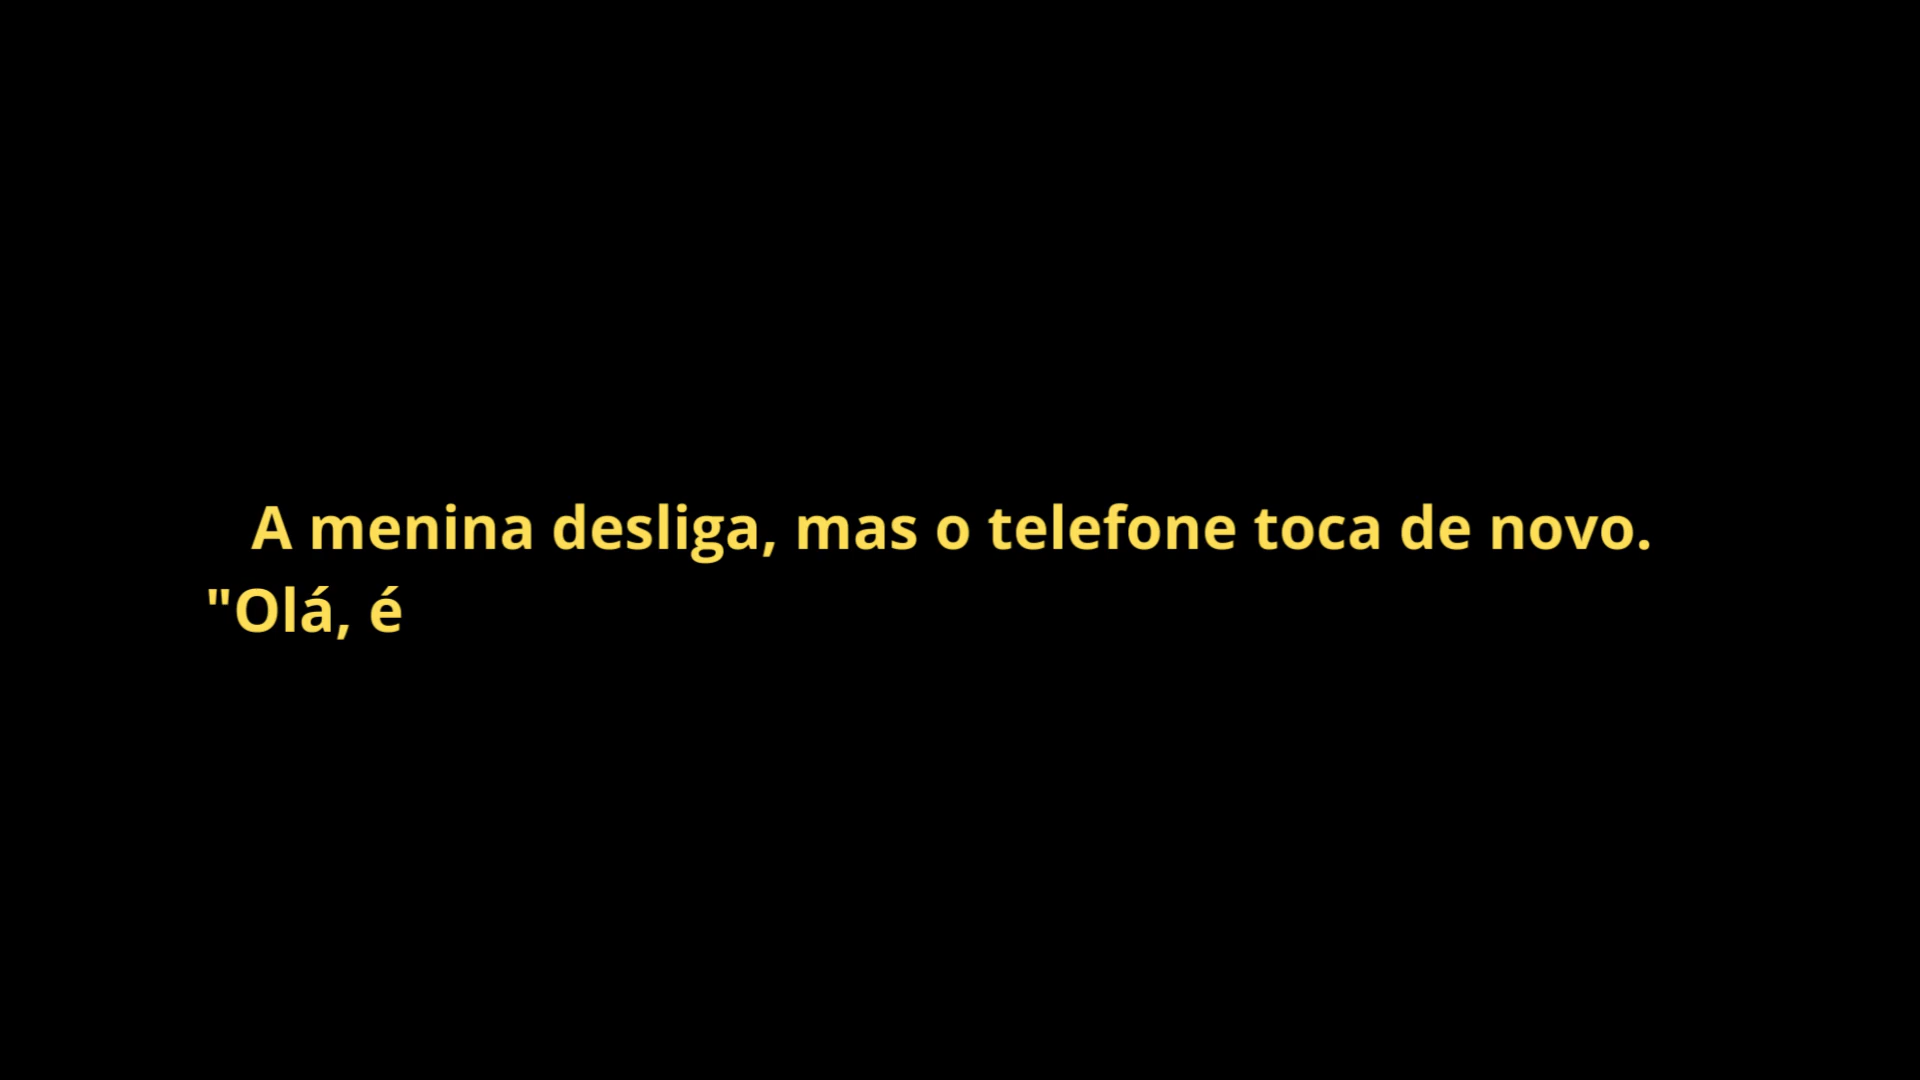 A menina desliga, mas o telefone toca de novo.
"Olá, é